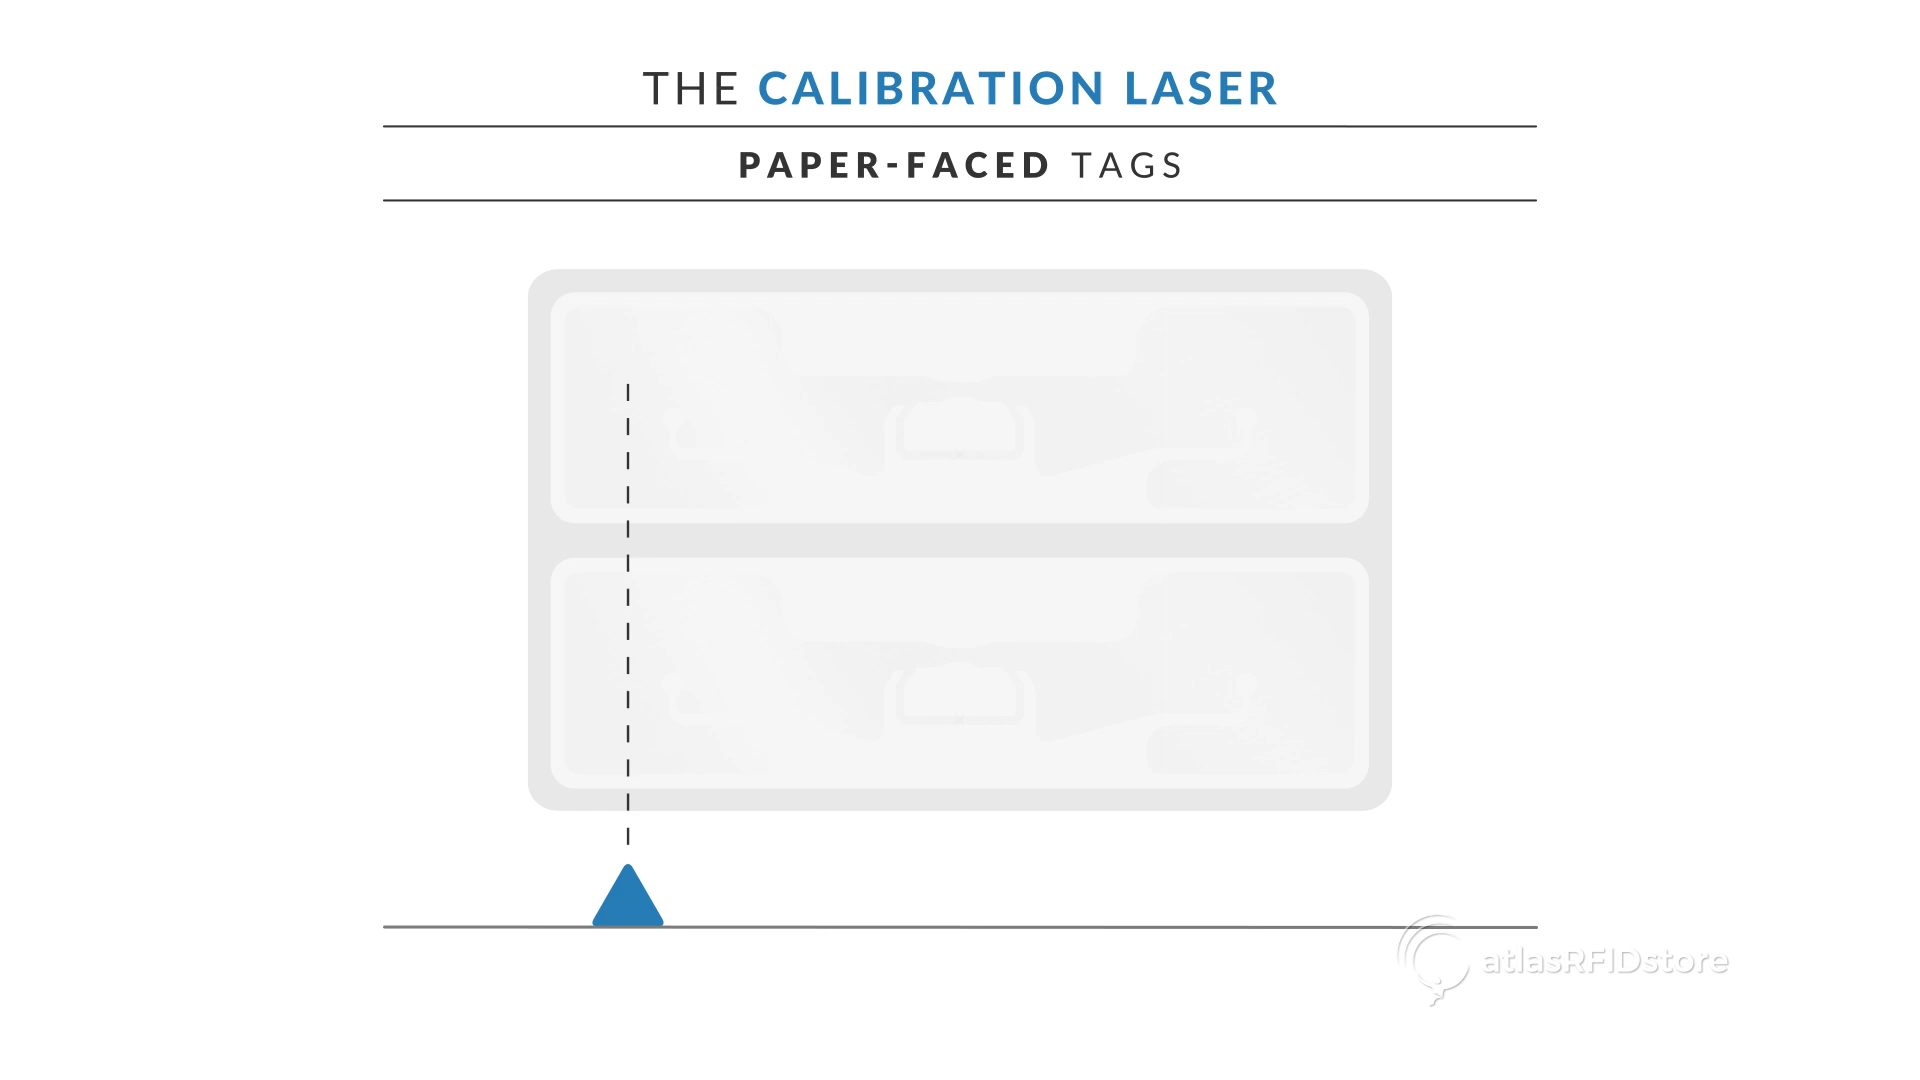 THE CALIBRATION LASER
PAPER-FACED TAGS
atlasRFIDstore